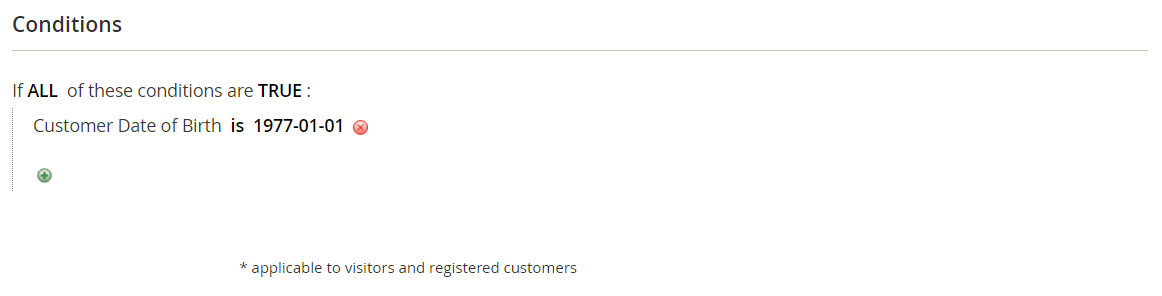 Conditions
If ALL of these conditions are TRUE :
Customer Date of Birth is 1977-01-01
* applicable to visitors and registered customers